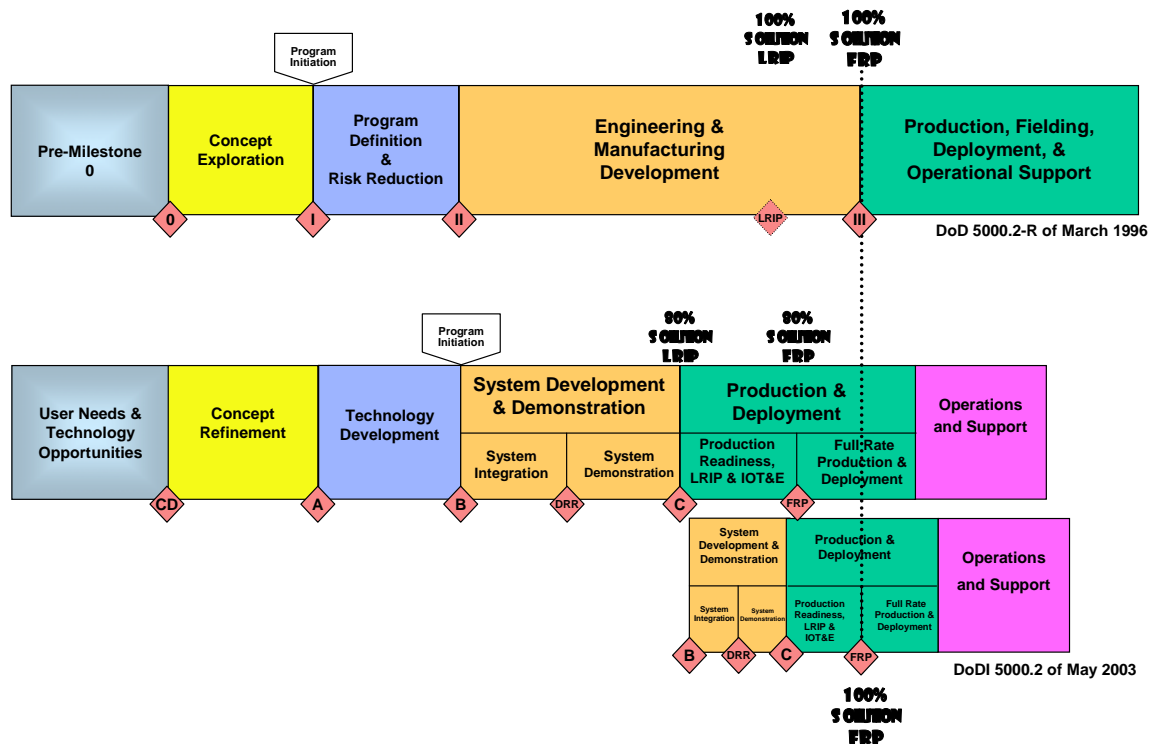 100%
SOLUTION
LRIP
100%
SOLUTION
FRP
Program
Initiation
Pre-Milestone
0
Concept
Exploration
Program
Definition
&
Risk Reduction
Engineering &
Manufacturing
Development
Production, Fielding,
Deployment, &
Operational Support
0
I
II
LRIP
III
DoD 5000.2-R of March 1996
Program
Initiation
80%
SOLUTION
LRIP
80%
SOLUTION
FRP
User Needs &
Technology
Opportunities
Concept
Refinement
Technology
Development
System Development
& Demonstration
System
Integration
System
Demonstration
Production &
Deployment
Production
Readiness,
LRIP & IOT&E
Full Rate
Production &
Deployment
Operations
and Support
CD
A
B
DRR
C
FRP
System
Development &
Demonstration
System
Integration
System
Demonstration
Production &
Deployment
Production
Readiness,
LRIP &
IOT&E
Full Rate
Production &
Deployment
Operations
and Support
B
DRR
C
FRP
DoDI 5000.2 of May 2003
100%
SOLUTION
FRP